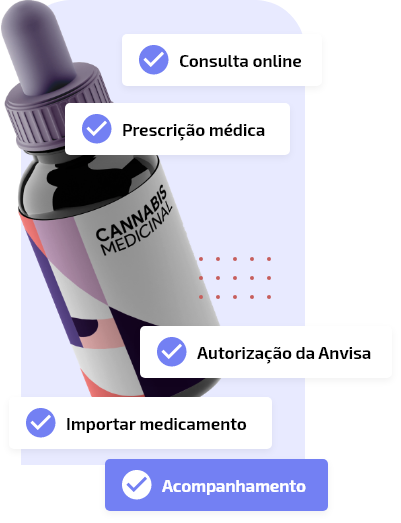 Consulta online
Prescrição médica
CANNABIS
MEDICINAL
Autorização da Anvisa
Importar medicamento
Acompanhamento